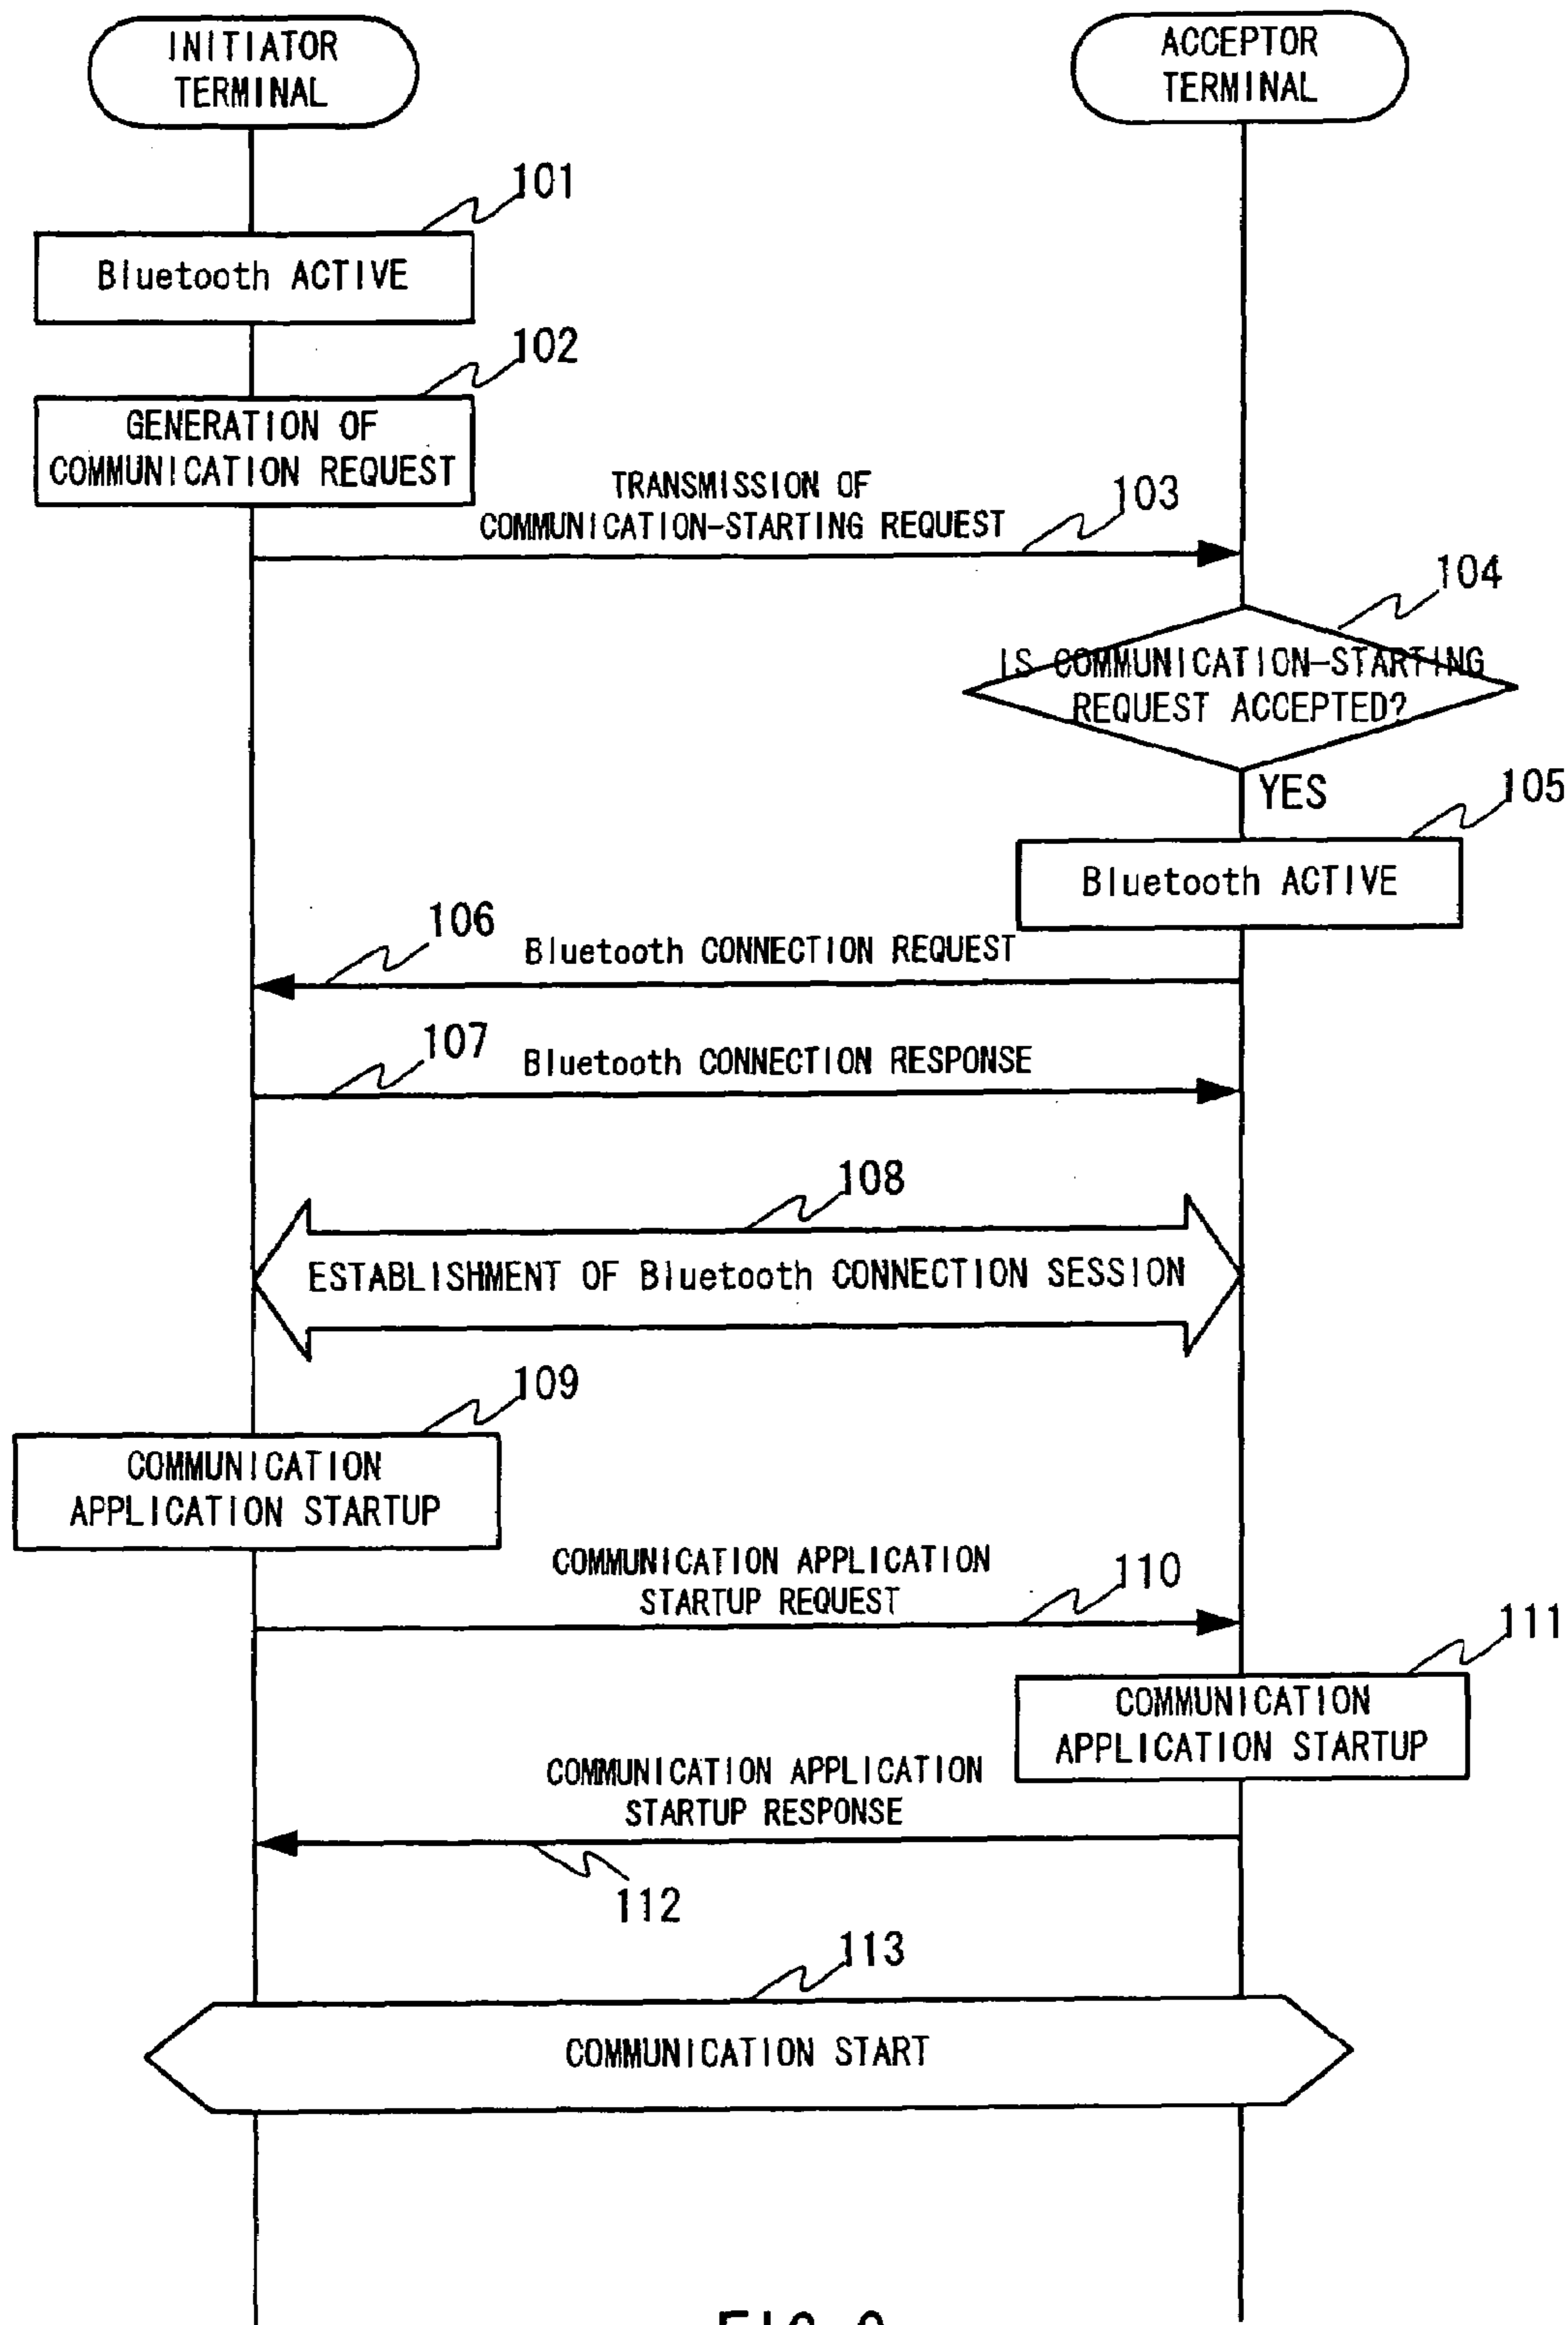 INITIATOR
TERMINAL
ACCEPTOR
TERMINAL
101
Bluetooth ACTIVE
102
GENERATION OF
COMMUNICATION REQUEST
TRANSMISSION OF
COMMUNICATION-STARTING REQUEST
103
104
IS COMMUNICATION-STARTING
REQUEST ACCEPTED?
YES
105
Bluetooth ACTIVE
106
Bluetooth CONNECTION REQUEST
107
Bluetooth CONNECTION RESPONSE
108
ESTABLISHMENT OF Bluetooth CONNECTION SESSION
109
COMMUNICATION
APPLICATION STARTUP
COMMUNICATION APPLICATION
STARTUP REQUEST
110
111
COMMUNICATION
APPLICATION STARTUP
COMMUNICATION APPLICATION
STARTUP RESPONSE
112
113
COMMUNICATION START